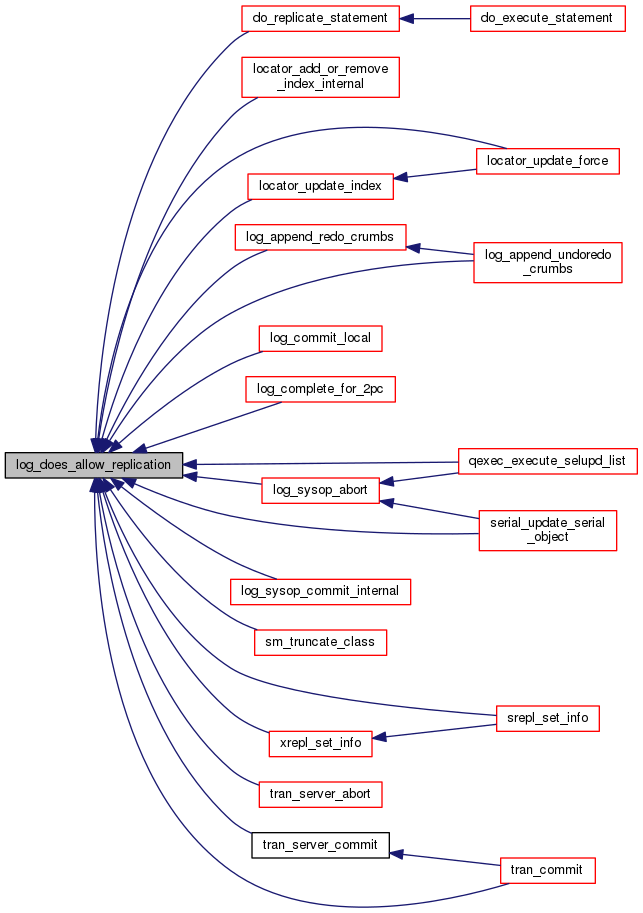 do_replicate_statement
do_execute_statement
locator_add_or_remove
_index_internal
locator_update_force
locator_update_index
log_append_redo_crumbs
log_append_undoredo
_crumbs
log_commit_local
log_complete_for_2pc
log_does_allow_replication
qexec_execute_selupd_list
log_sysop_abort
serial_update_serial
_object
log_sysop_commit_internal
sm_truncate_class
srepl_set_info
xrepl_set_info
tran_server_abort
tran_server_commit
tran_commit